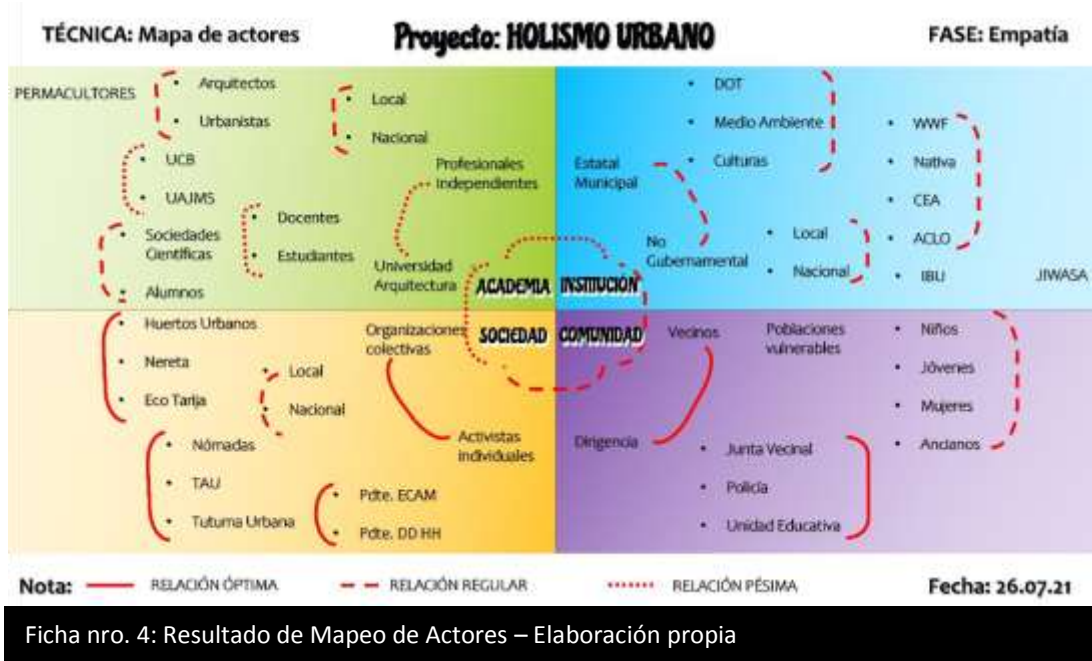 TÉCNICA: Mapa de actores
Proyecto: HOLISMO URBANO
FASE: Empatía
PERMACULTORES
• Arquitectos
• Urbanistas
• Local
• Nacional
• UCB
• UAJMS
Profesionales
Independientes
• Docentes
• Estudiantes
• Sociedades
Científicas
• Alumnos
Universidad
Arquitectura
ACADEMIA
• DOT
• Medio Ambiente
• Culturas
Estatal
Municipal
• WWF
• Nativa
• CEA
• ACLO
• IBU
No
Gubernamental
• Local
• Nacional
JIWASA
INSTITUCIÓN
• Huertos Urbanos
• Nereta
• Eco Tarija
Organizaciones
colectivas
SOCIEDAD
• Local
• Nacional
• Nómadas
• TAU
• Tutuma Urbana
Activistas
individuales
• Pdte. ECAM
• Pdte. DD HH
COMUNIDAD
Vecinos
Poblaciones
vulnerables
• Niños
• Jóvenes
• Mujeres
• Ancianos
Dirigencia
• Junta Vecinal
• Policía
• Unidad Educativa
Nota:
RELACIÓN ÓPTIMA
RELACIÓN REGULAR
RELACIÓN PÉSIMA
Fecha: 26.07.21
Ficha nro. 4: Resultado de Mapeo de Actores – Elaboración propia